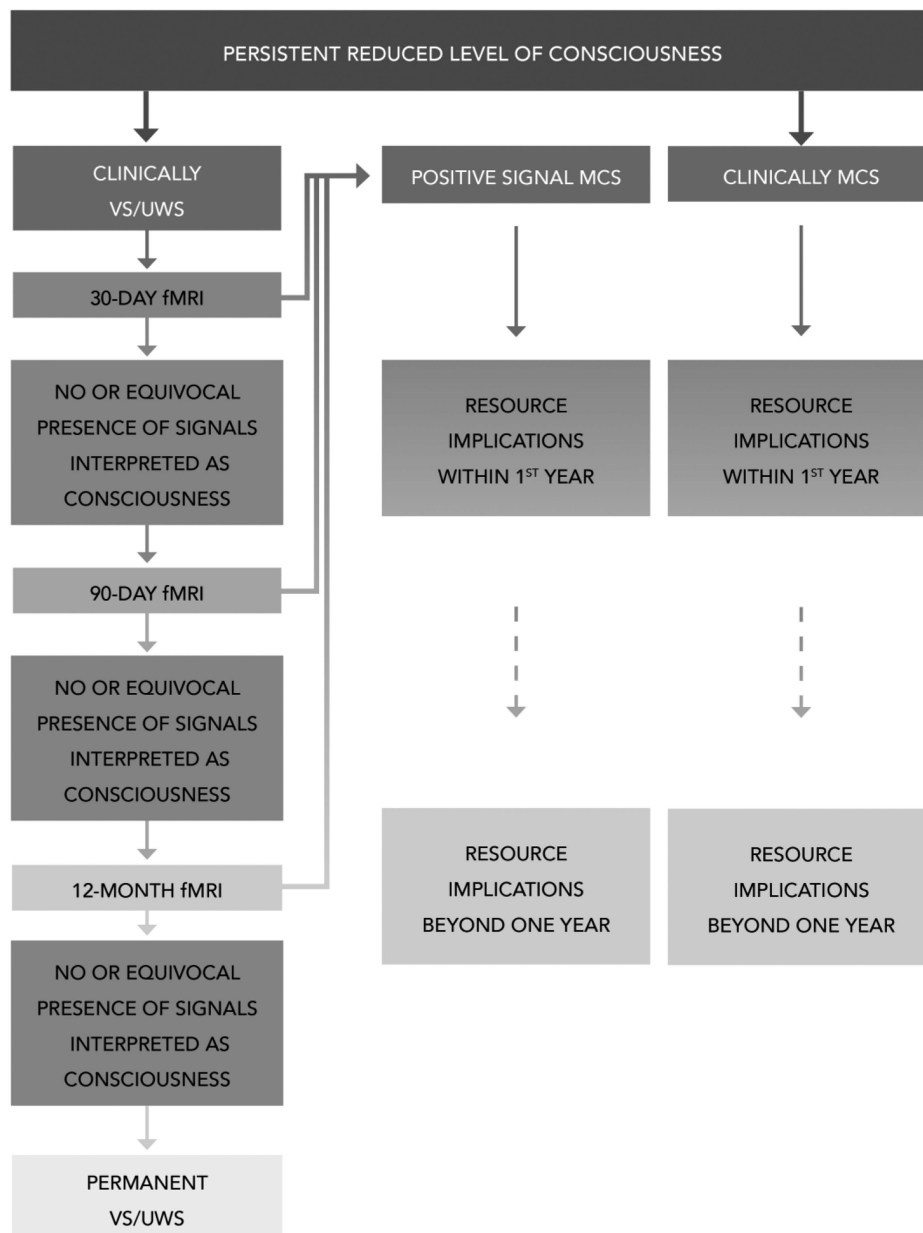 PERSISTENT REDUCED LEVEL OF CONSCIOUSNESS
CLINICALLY
VS/UWS
POSITIVE SIGNAL MCS
CLINICALLY MCS
30-DAY fMRI
NO OR EQUIVOCAL
PRESENCE OF SIGNALS
INTERPRETED AS
CONSCIOUSNESS
RESOURCE
IMPLICATIONS
WITHIN 1ST YEAR
RESOURCE
IMPLICATIONS
WITHIN 1ST YEAR
90-DAY fMRI
NO OR EQUIVOCAL
PRESENCE OF SIGNALS
INTERPRETED AS
CONSCIOUSNESS
RESOURCE
IMPLICATIONS
BEYOND ONE YEAR
RESOURCE
IMPLICATIONS
BEYOND ONE YEAR
12-MONTH fMRI
NO OR EQUIVOCAL
PRESENCE OF SIGNALS
INTERPRETED AS
CONSCIOUSNESS
PERMANENT
VS/UWS